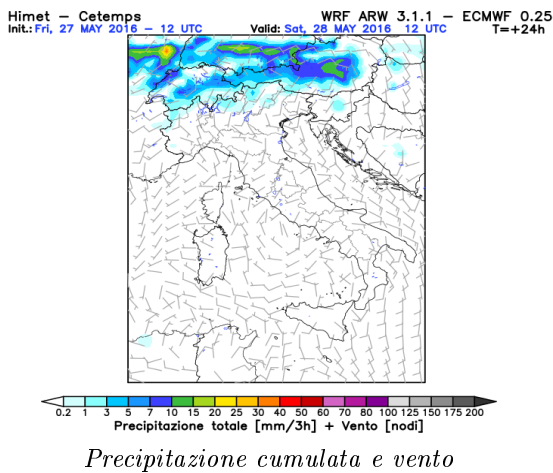 Himet – Cetemps WRF ARW 3.1.1 – ECMWF 0.25
Init.: Fri, 27 MAY 2016 – 12 UTC Valid: Sat, 28 MAY 2016 12 UTC T=+24h
0.2 1 3 5 7 10 15 20 25 30 40 50 60 70 80 100 125 150 175 200
Precipitazione totale [mm/3h] + Vento [nodi]
Precipitazione cumulata e vento